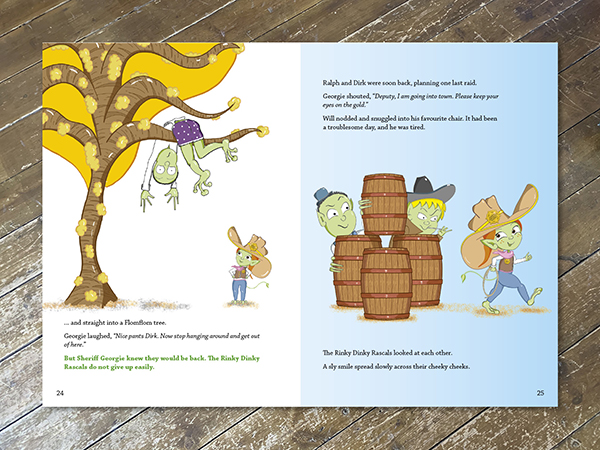 ... and straight into a Flomffom tree.
Georgie laughed, "Nice pants Dirk. Now stop hanging around and get out
of here."
But Sheriff Georgie knew they would be back. The Rinky Dinky
Rascals do not give up easily.
24
Ralph and Dirk were soon back, planning one last raid.
Georgie shouted, "Deputy, I am going into town. Please keep your
eyes on the gold."
Will nodded and snuggled into his favourite chair. It had been
a troublesome day, and he was tired.
The Rinky Dinky Rascals looked at each other.
A sly smile spread slowly across their cheeky cheeks.
25